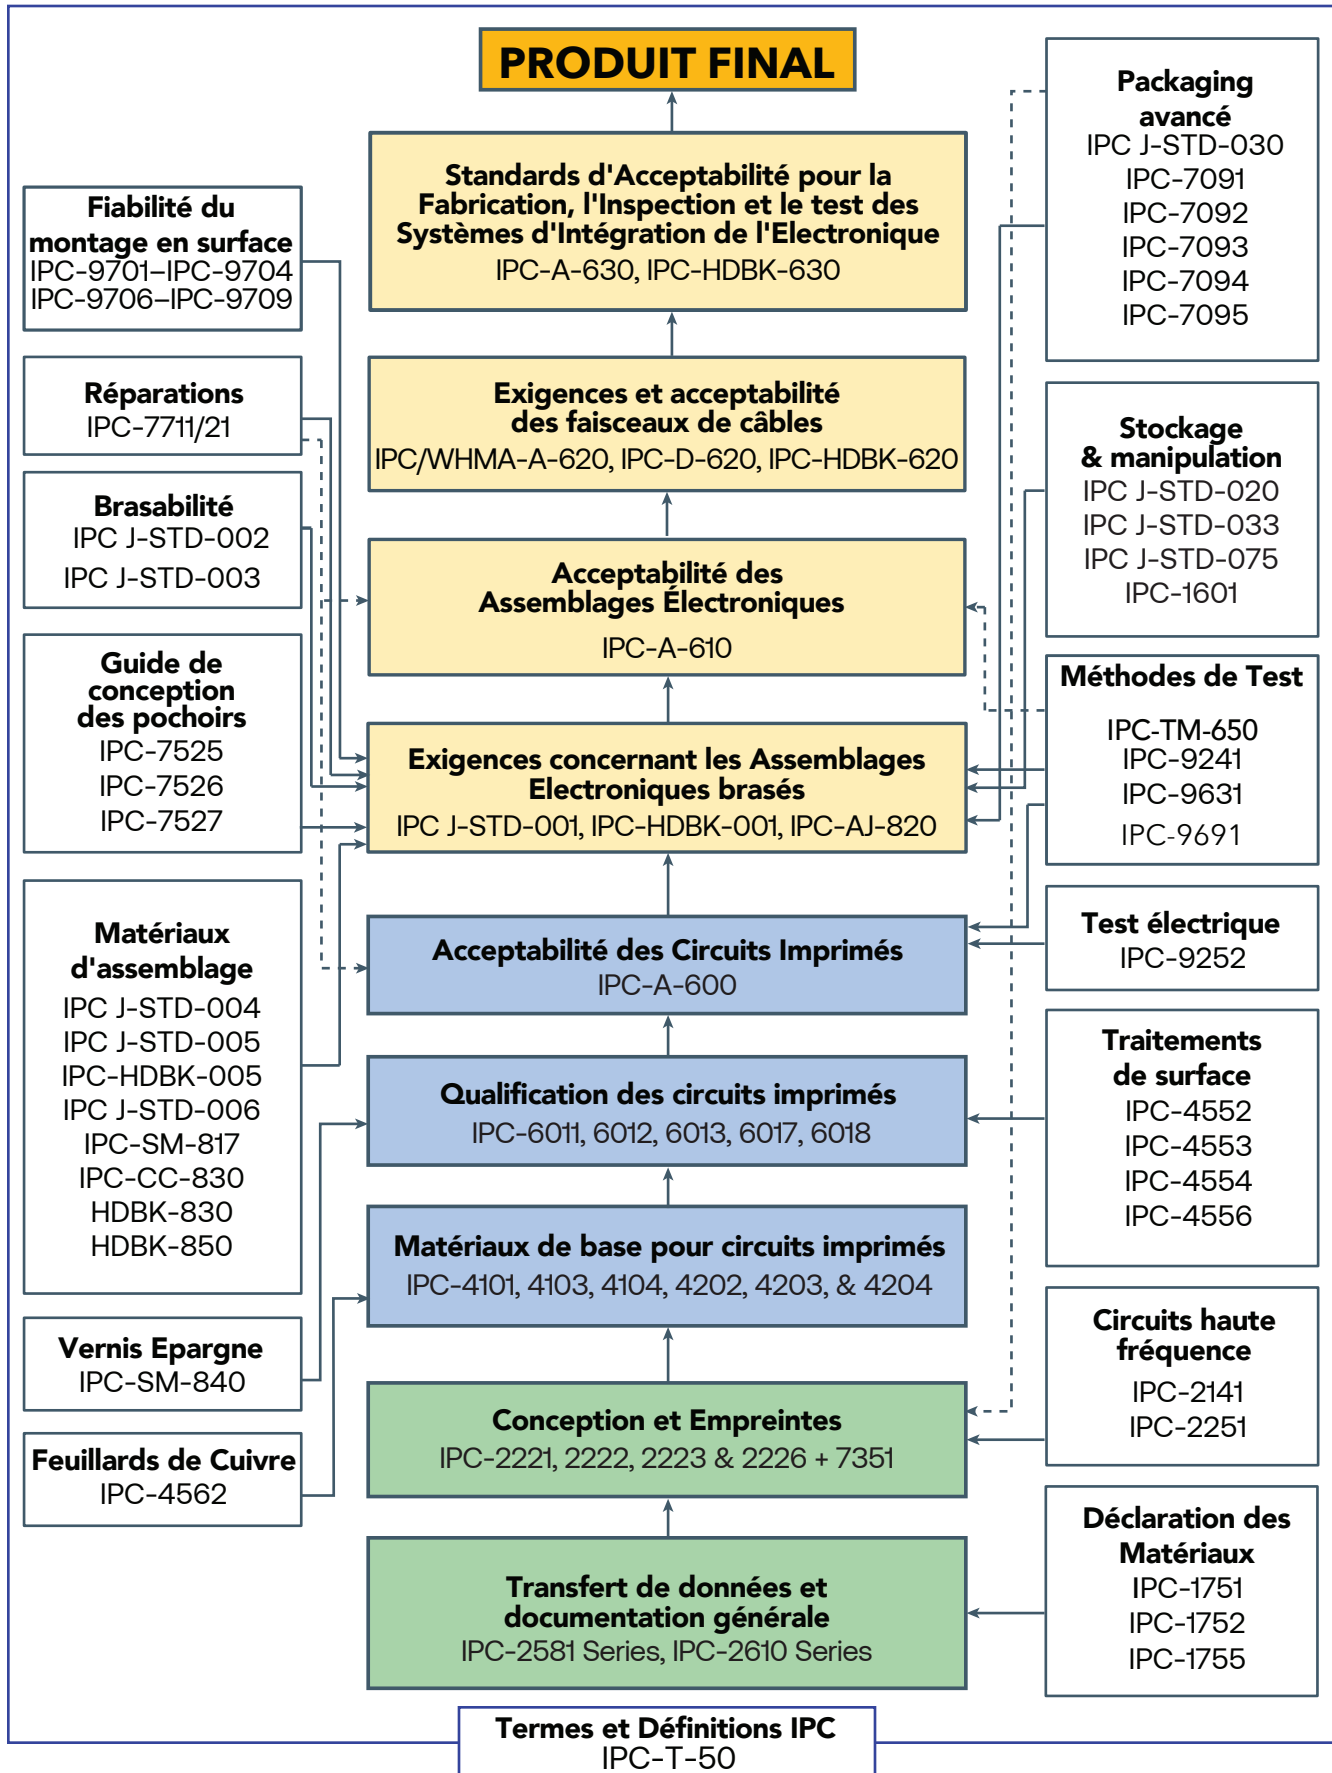 PRODUIT FINAL
Standards d'Acceptabilité pour la
Fabrication, l'Inspection et le test des
Systèmes d'Intégration de l'Electronique
IPC-A-630, IPC-HDBK-630
Exigences et acceptabilité
des faisceaux de câbles
IPC/WHMA-A-620, IPC-D-620, IPC-HDBK-620
Acceptabilité des
Assemblages Électroniques
IPC-A-610
Exigences concernant les Assemblages
Electroniques brasés
IPC J-STD-001, IPC-HDBK-001, IPC-AJ-820
Acceptabilité des Circuits Imprimés
IPC-A-600
Qualification des circuits imprimés
IPC-6011, 6012, 6013, 6017, 6018
Matériaux de base pour circuits imprimés
IPC-4101, 4103, 4104, 4202, 4203, & 4204
Conception et Empreintes
IPC-2221, 2222, 2223 & 2226 + 7351
Transfert de données et
documentation générale
IPC-2581 Series, IPC-2610 Series
Fiabilité du
montage en surface
IPC-9701–IPC-9704
IPC-9706–IPC-9709
Réparations
IPC-7711/21
Brasabilité
IPC J-STD-002
IPC J-STD-003
Guide de
conception
des pochoirs
IPC-7525
IPC-7526
IPC-7527
Matériaux
d'assemblage
IPC J-STD-004
IPC J-STD-005
IPC-HDBK-005
IPC J-STD-006
IPC-SM-817
IPC-CC-830
HDBK-830
HDBK-850
Vernis Epargne
IPC-SM-840
Feuillards de Cuivre
IPC-4562
Packaging
avancé
IPC J-STD-030
IPC-7091
IPC-7092
IPC-7093
IPC-7094
IPC-7095
Stockage
& manipulation
IPC J-STD-020
IPC J-STD-033
IPC J-STD-075
IPC-1601
Méthodes de Test
IPC-TM-650
IPC-9241
IPC-9631
IPC-9691
Test électrique
IPC-9252
Traitements
de surface
IPC-4552
IPC-4553
IPC-4554
IPC-4556
Circuits haute
fréquence
IPC-2141
IPC-2251
Déclaration des
Matériaux
IPC-1751
IPC-1752
IPC-1755
Termes et Définitions IPC
IPC-T-50